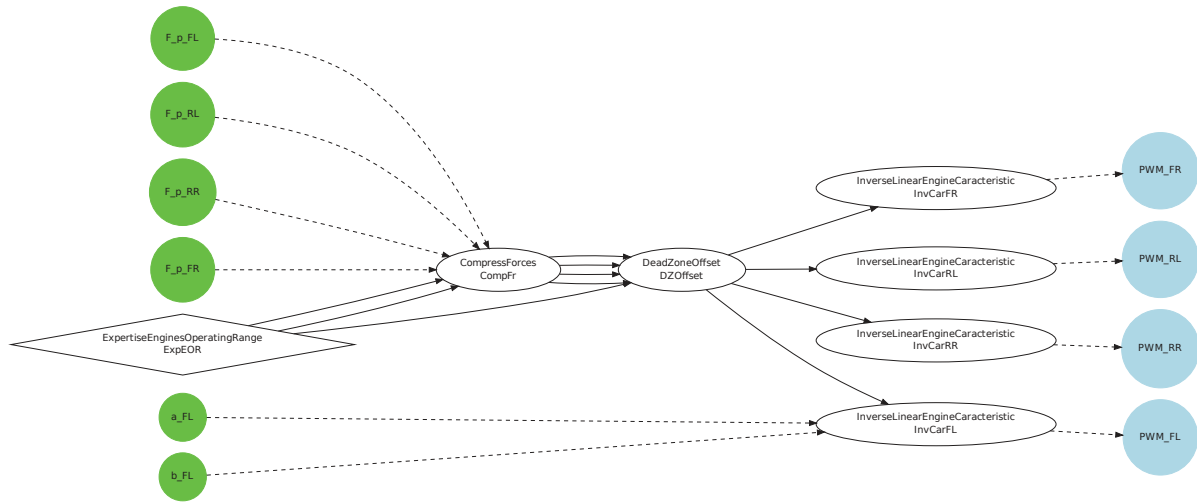 F_p_FL
F_p_RL
F_p_RR
F_p_FR
ExpertiseEnginesOperatingRange
ExpEOR
a_FL
b_FL
CompressForces
CompFr
DeadZoneOffset
DZOffset
InverseLinearEngineCaracteristic
InvCarFR
InverseLinearEngineCaracteristic
InvCarRL
InverseLinearEngineCaracteristic
InvCarRR
InverseLinearEngineCaracteristic
InvCarFL
PWM_FR
PWM_RL
PWM_RR
PWM_FL